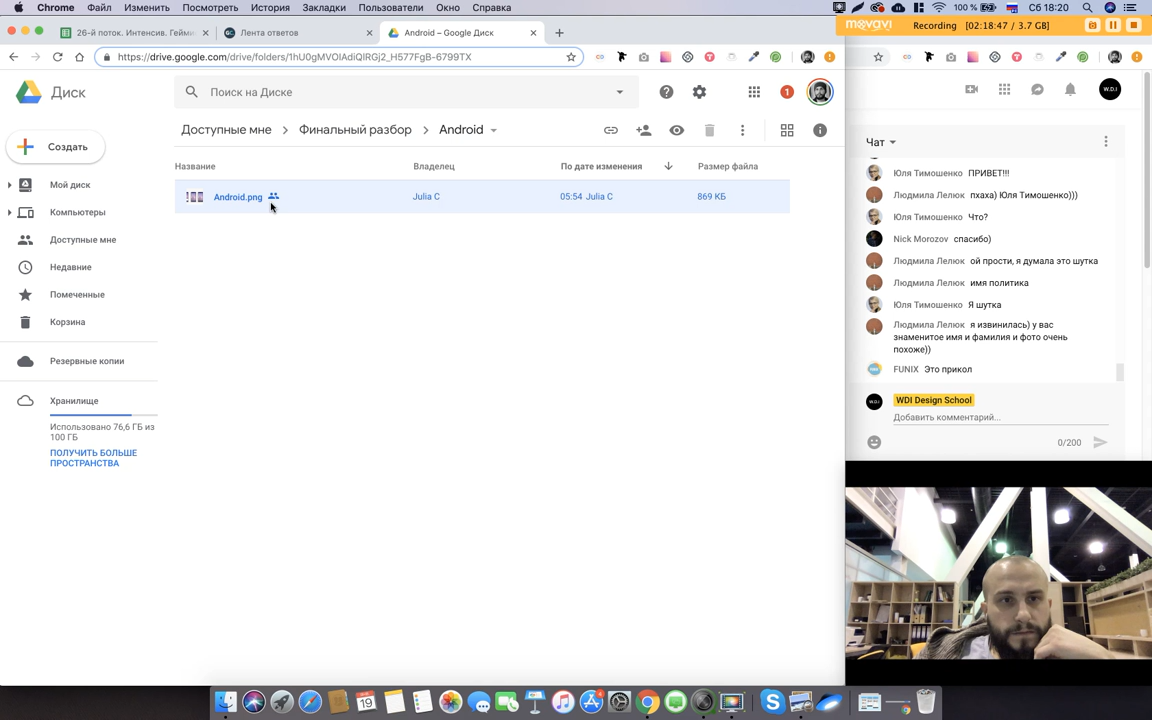 Chrome Файл Изменить Посмотреть История Закладки Пользователи Окно Справка 100 % Сб 18:20
movavi Recording [02:18:47 / 3.7 GB]
26-й поток. Интенсив. Гейми Лента ответов Android – Google Диск
https://drive.google.com/drive/folders/1hU0gMVOIAdiQIRGj2_H577FgB-6799TX
Диск
Поиск на Диске
1
W.D.I
Создать
Доступные мне Финальный разбор Android
Чат
Название Владелец По дате изменения Размер файла
Android.png Julia C 05:54 Julia C 869 КБ
Мой диск
Компьютеры
Доступные мне
Недавние
Помеченные
Корзина
Резервные копии
Хранилище
Использовано 76,6 ГБ из
100 ГБ
ПОЛУЧИТЬ БОЛЬШЕ
ПРОСТРАНСТВА
Юля Тимошенко ПРИВЕТ!!!
Людмила Лелюк пхаха) Юля Тимошенко)))
Юля Тимошенко Что?
Nick Morozov спасибо)
Людмила Лелюк ой прости, я думала это шутка
Людмила Лелюк имя политика
Юля Тимошенко Я шутка
Людмила Лелюк я извинилась) у вас
знаменитое имя и фамилия и фото очень
похоже))
FUNIX Это прикол
WDI Design School
Добавить комментарий...
0/200
19